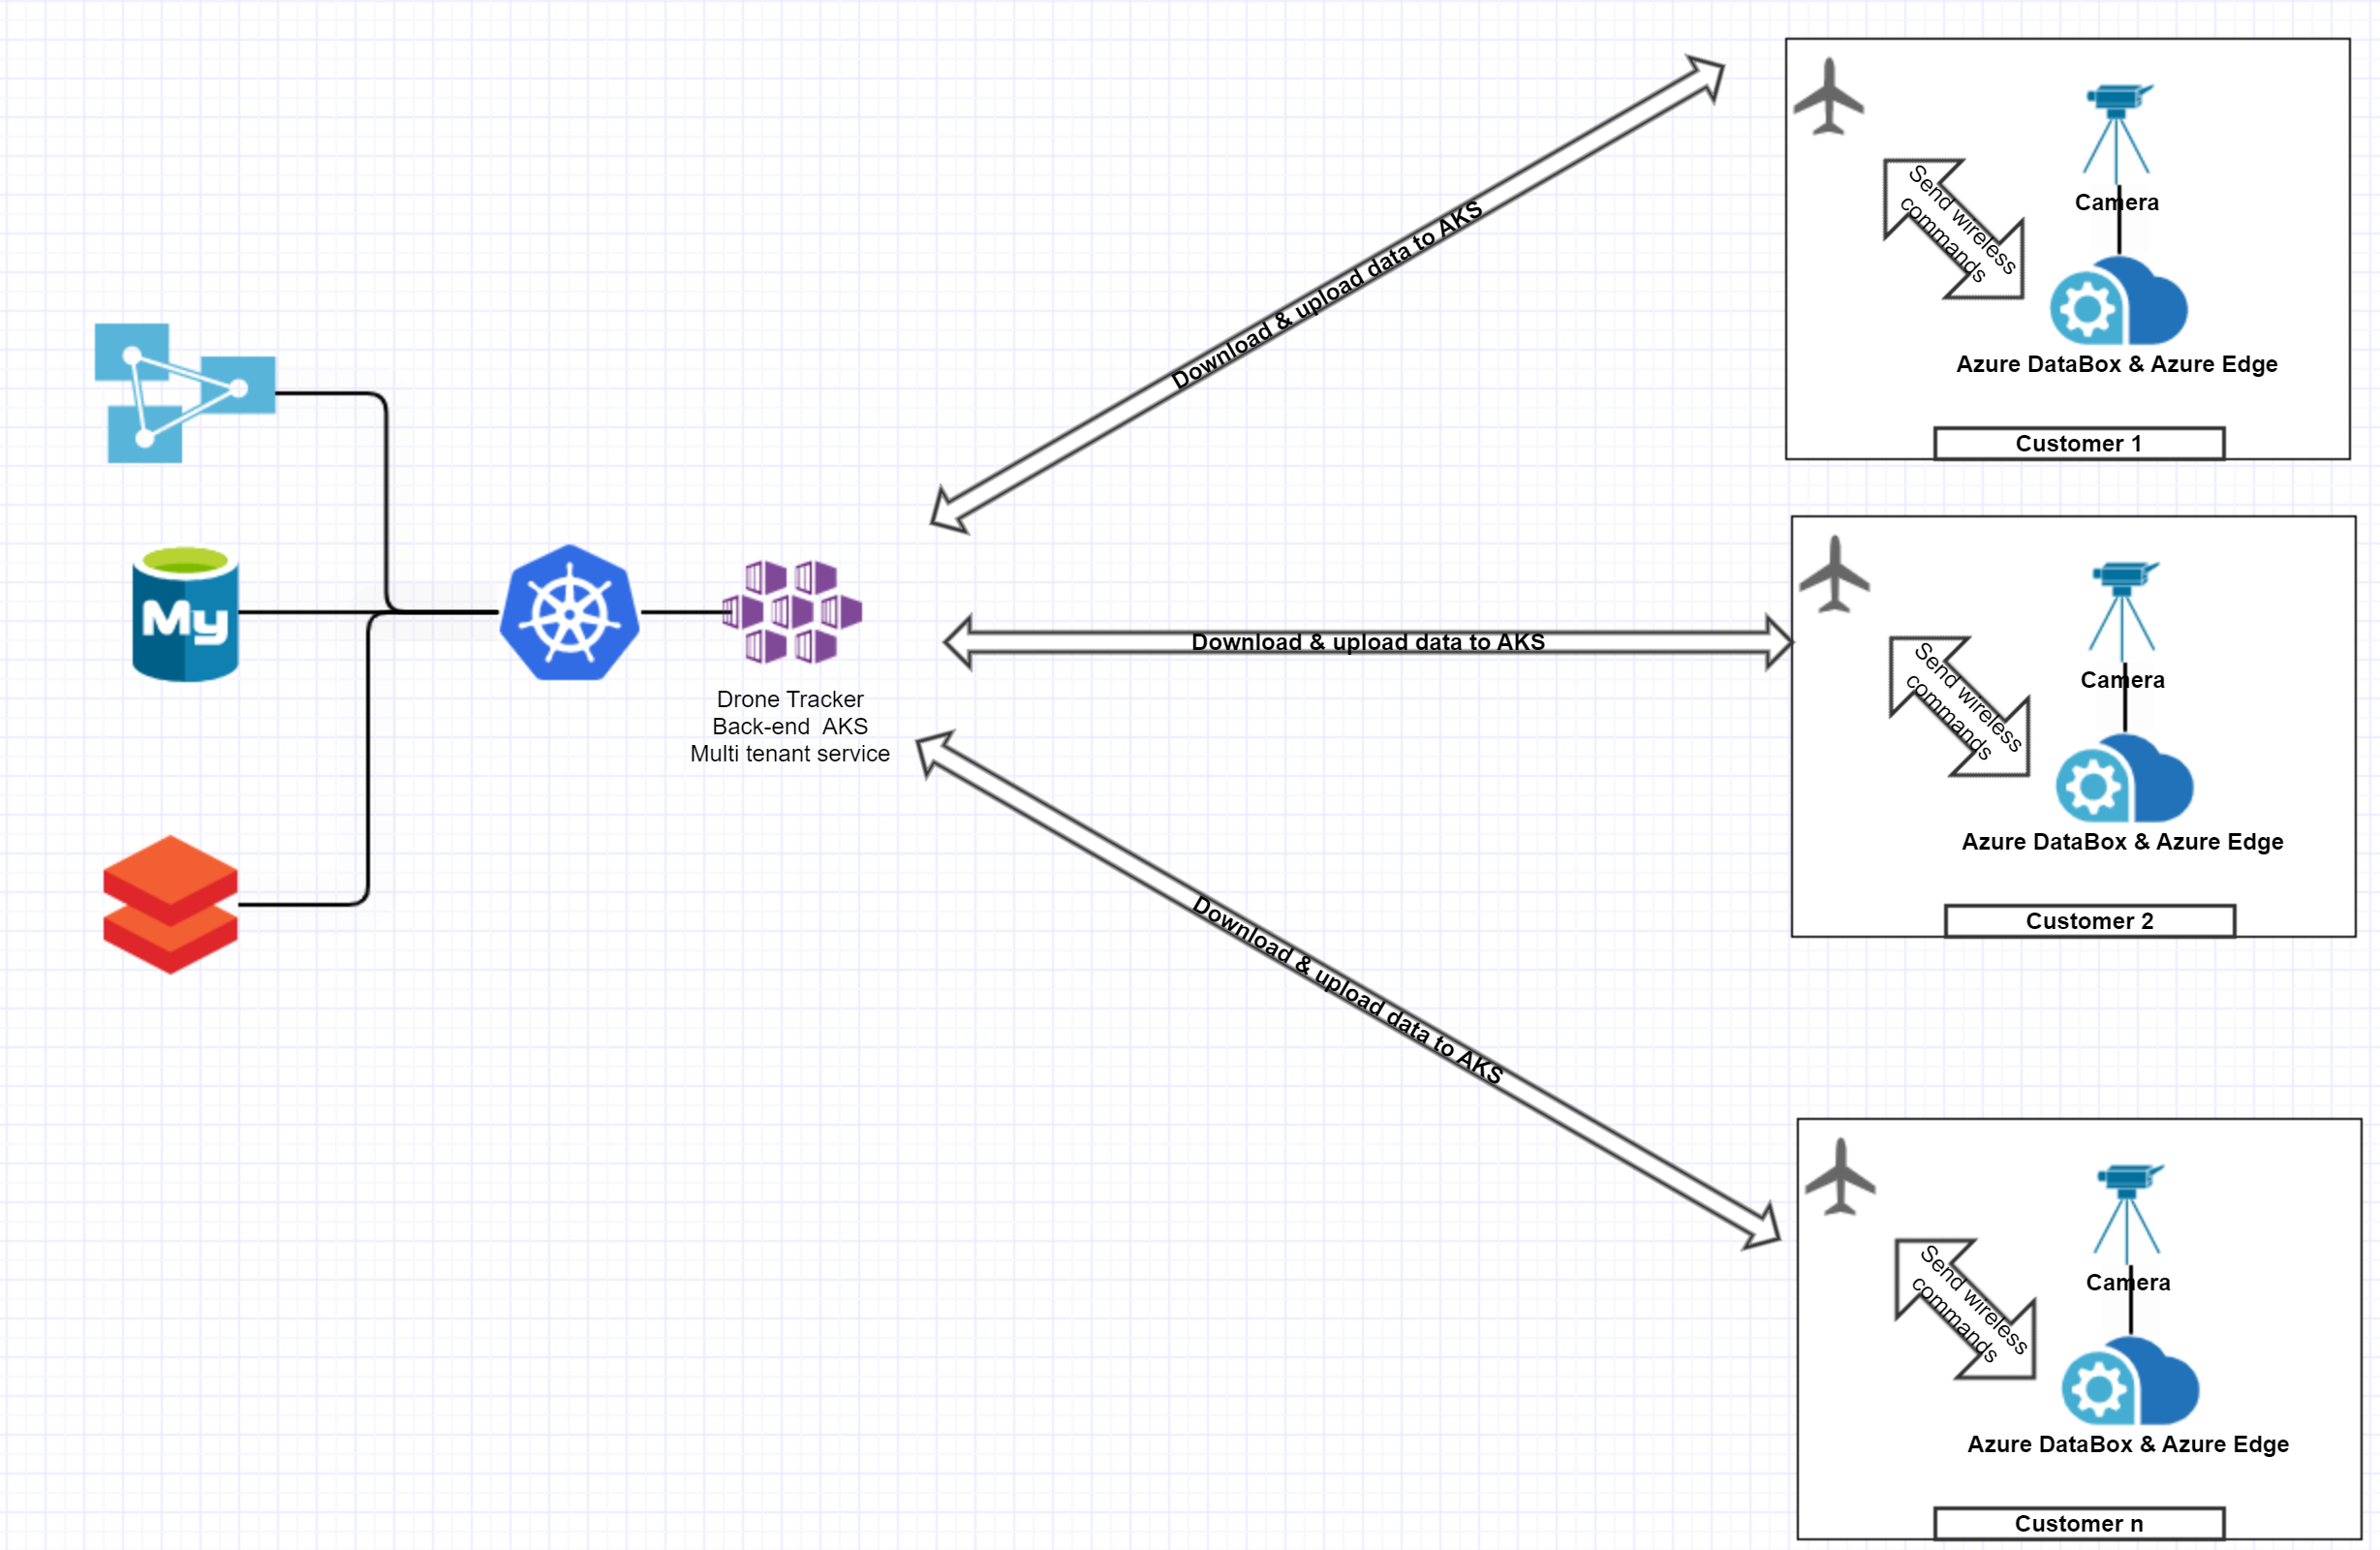 My
Drone Tracker
Back-end  AKS
Multi tenant service
Download & upload data to AKS
Download & upload data to AKS
Download & upload data to AKS
Send wireless
commands
Camera
Azure DataBox & Azure Edge
Customer 1
Send wireless
commands
Camera
Azure DataBox & Azure Edge
Customer 2
Send wireless
commands
Camera
Azure DataBox & Azure Edge
Customer n